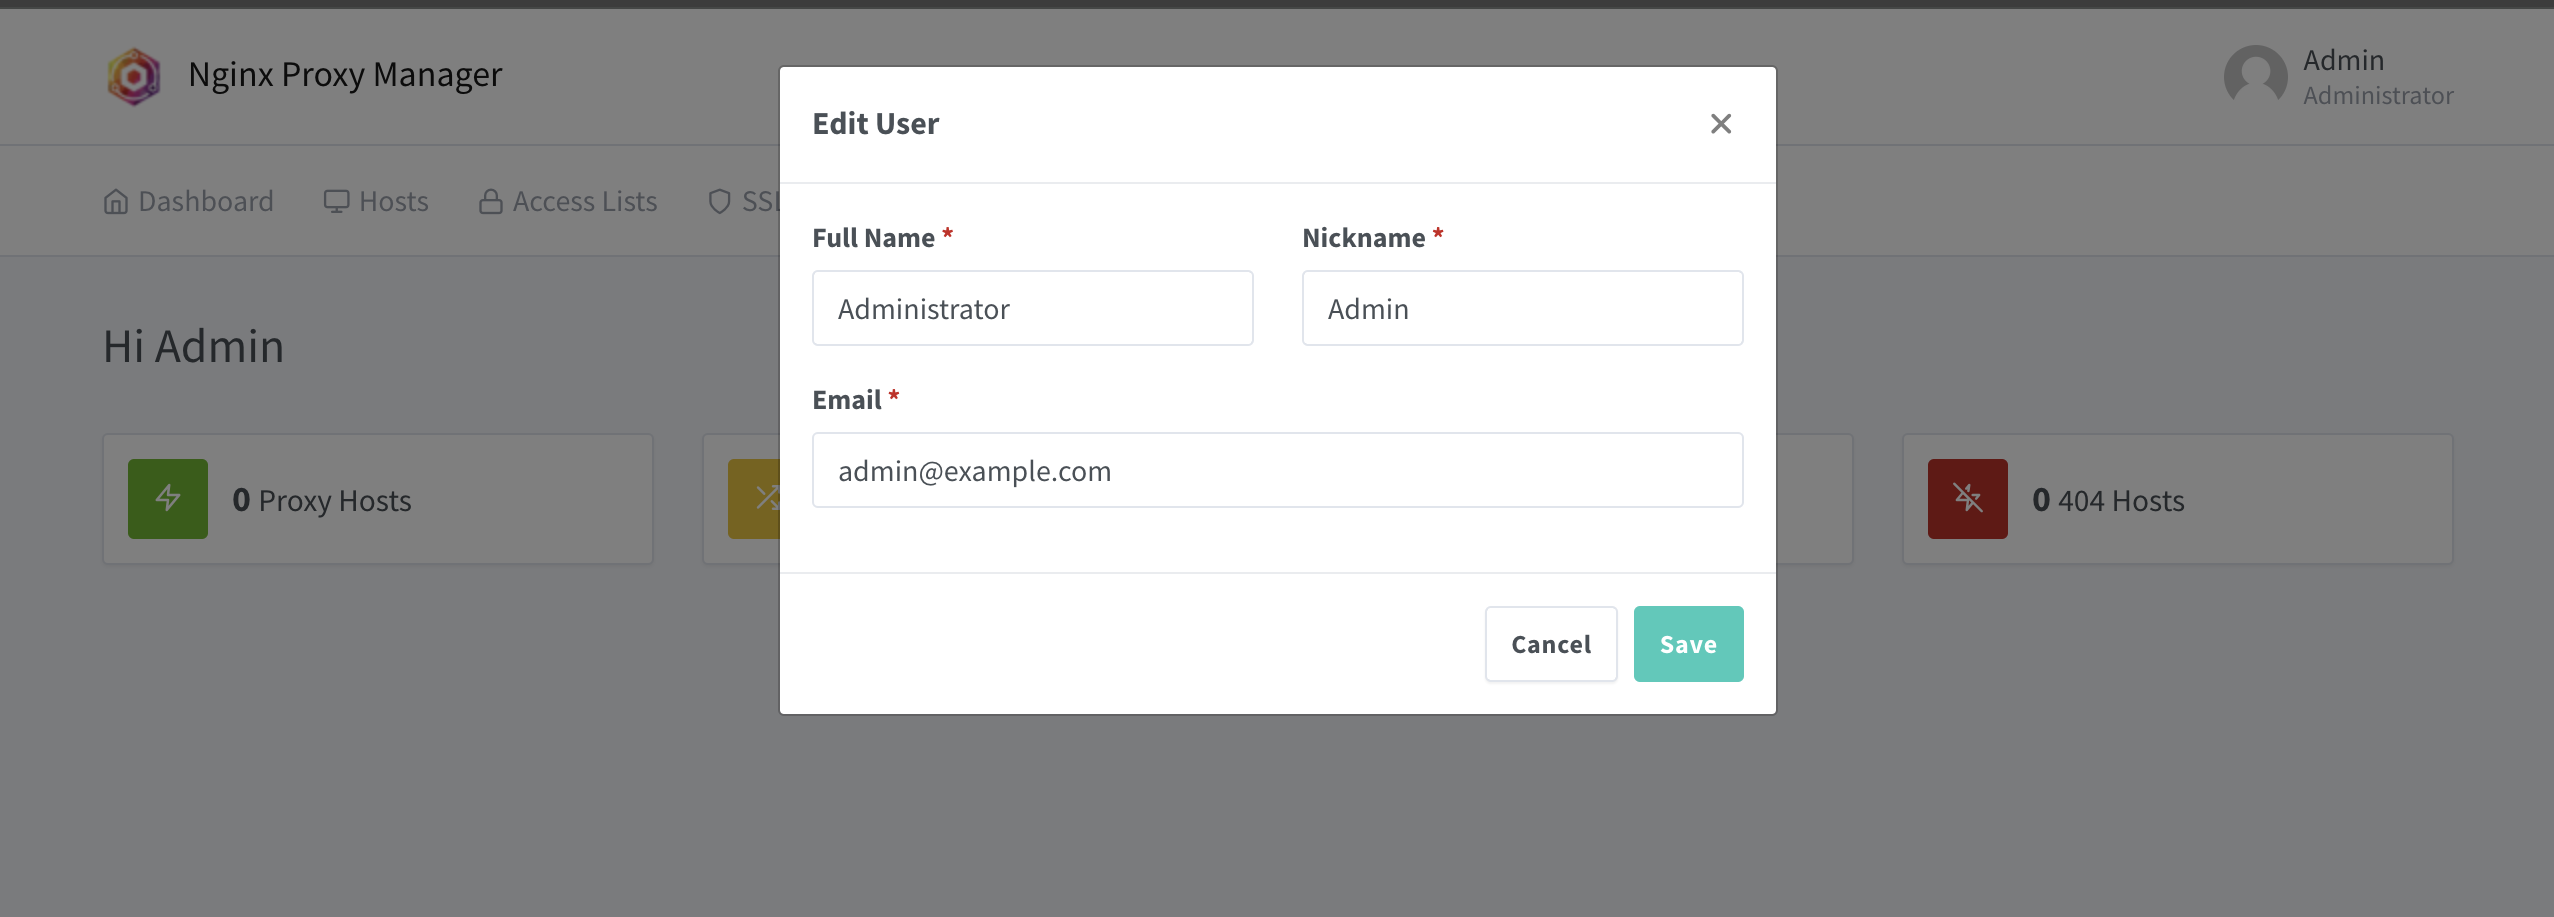 Nginx Proxy Manager
Admin
Administrator
Dashboard
Hosts
Access Lists
SSL
Hi Admin
0 Proxy Hosts
0 404 Hosts
Edit User
Full Name *
Nickname *
Administrator
Admin
Email *
admin@example.com
Cancel
Save